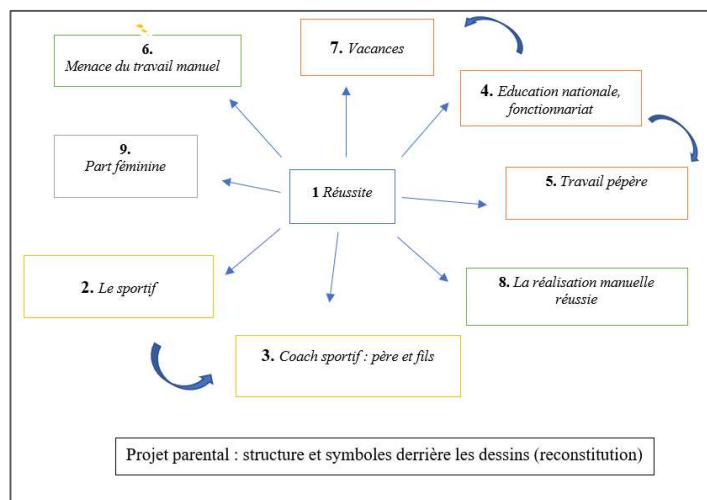 6.
Menace du travail manuel
7. Vacances
4. Education nationale,
fonctionnariat
9.
Part féminine
1 Réussite
5. Travail pépère
2. Le sportif
8. La réalisation manuelle
réussie
3. Coach sportif : père et fils
Projet parental : structure et symboles derrière les dessins (reconstitution)